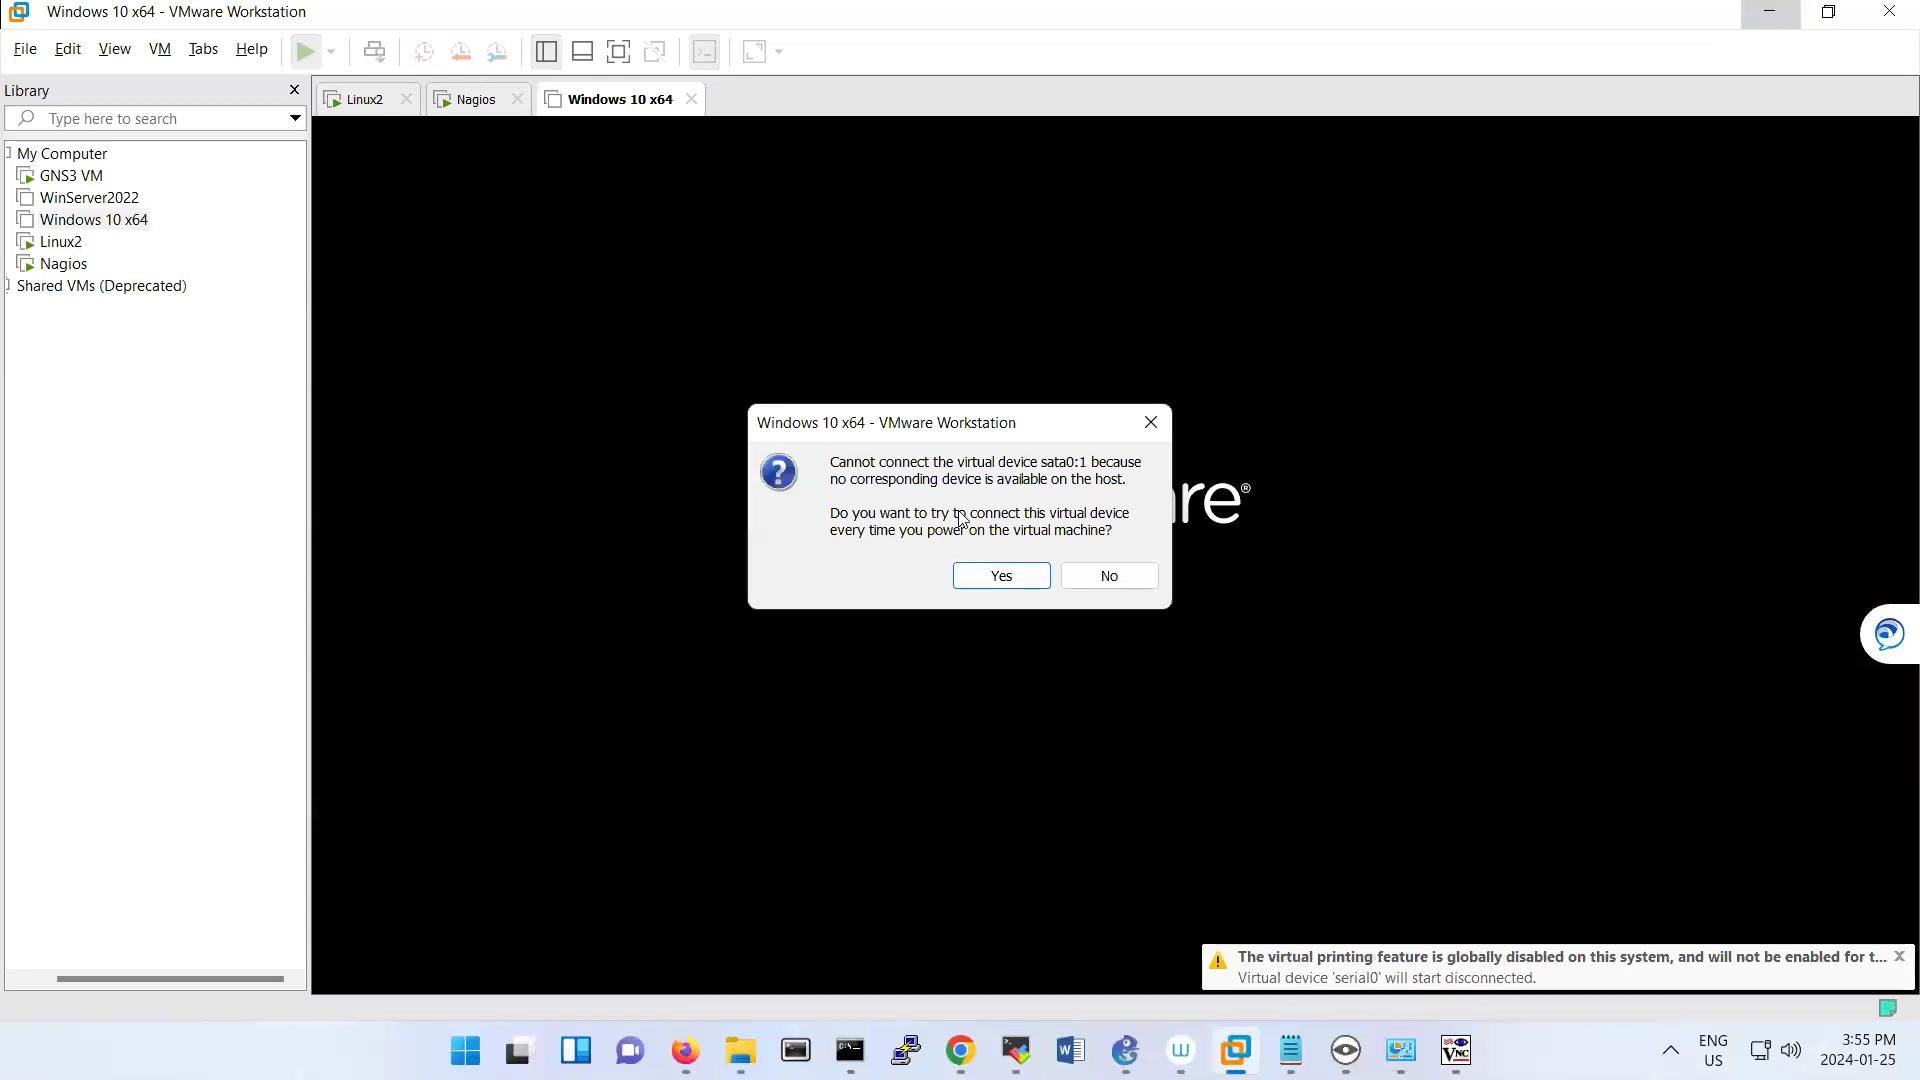 Windows 10 x64 - VMware Workstation
File Edit View VM Tabs Help
Library
Type here to search
Linux2
Nagios
Windows 10 x64
My Computer
GNS3 VM
WinServer2022
Windows 10 x64
Linux2
Nagios
Shared VMs (Deprecated)
Windows 10 x64 - VMware Workstation
Cannot connect the virtual device sata0:1 because
no corresponding device is available on the host.
Do you want to try to connect this virtual device
every time you power on the virtual machine?
Yes
No
re®
The virtual printing feature is globally disabled on this system, and will not be enabled for t...
Virtual device 'serial0' will start disconnected.
ENG
US
3:55 PM
2024-01-25